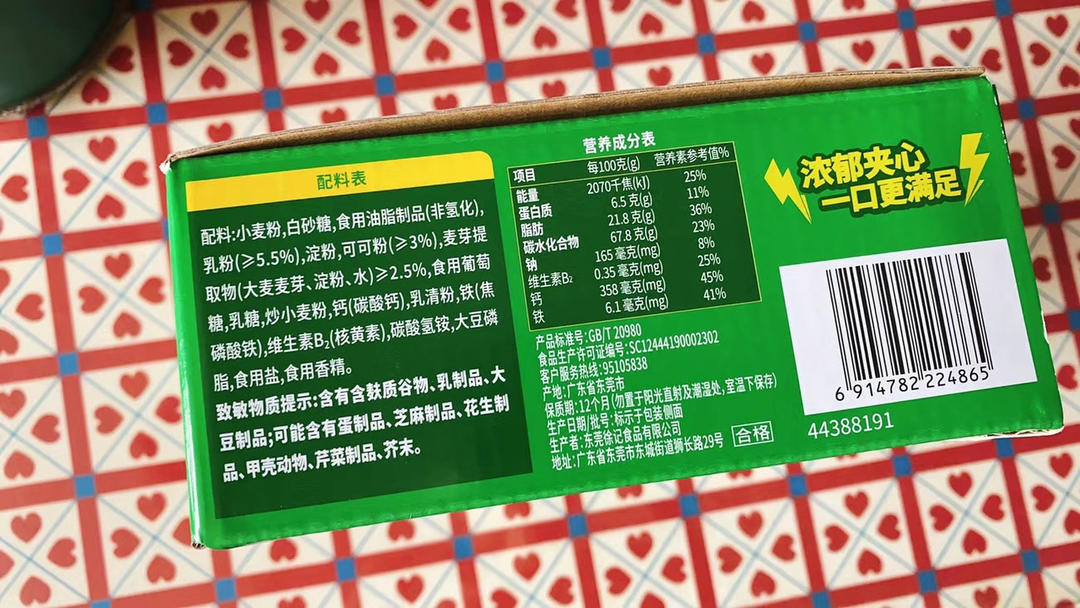 配料表
配料:小麦粉,白砂糖,食用油脂制品(非氢化),
乳粉(≥5.5%),淀粉,可可粉(≥3%),麦芽提
取物(大麦麦芽、淀粉、水)≥2.5%,食用葡萄
糖,乳糖,炒小麦粉,钙(碳酸钙),乳清粉,铁(焦
磷酸铁),维生素B₂(核黄素),碳酸氢铵,大豆磷
脂,食用盐,食用香精。
致敏物质提示:含有含麸质谷物、乳制品、大
豆制品;可能含有蛋制品、芝麻制品、花生制
品、甲壳动物、芹菜制品、芥末。
营养成分表
项目 每100克(g) 营养素参考值%
能量 2070千焦(kJ) 25%
蛋白质 6.5 克(g) 11%
脂肪 21.8 克(g) 36%
碳水化合物 67.8 克(g) 23%
钠 165 毫克(mg) 8%
维生素B₂ 0.35 毫克(mg) 25%
钙 358 毫克(mg) 45%
铁 6.1 毫克(mg) 41%
产品标准号:GB/T 20980
食品生产许可证编号:SC12444190002302
客户服务热线:95105838
产地:广东省东莞市
保质期:12个月(勿置于阳光直射及潮湿处,室温下保存)
生产日期/批号:标示于包装侧面
生产者:东莞徐记食品有限公司
地址:广东省东莞市东城街道狮长路29号
合格
浓郁夹心
一口更满足
6 914782 224865
44388191